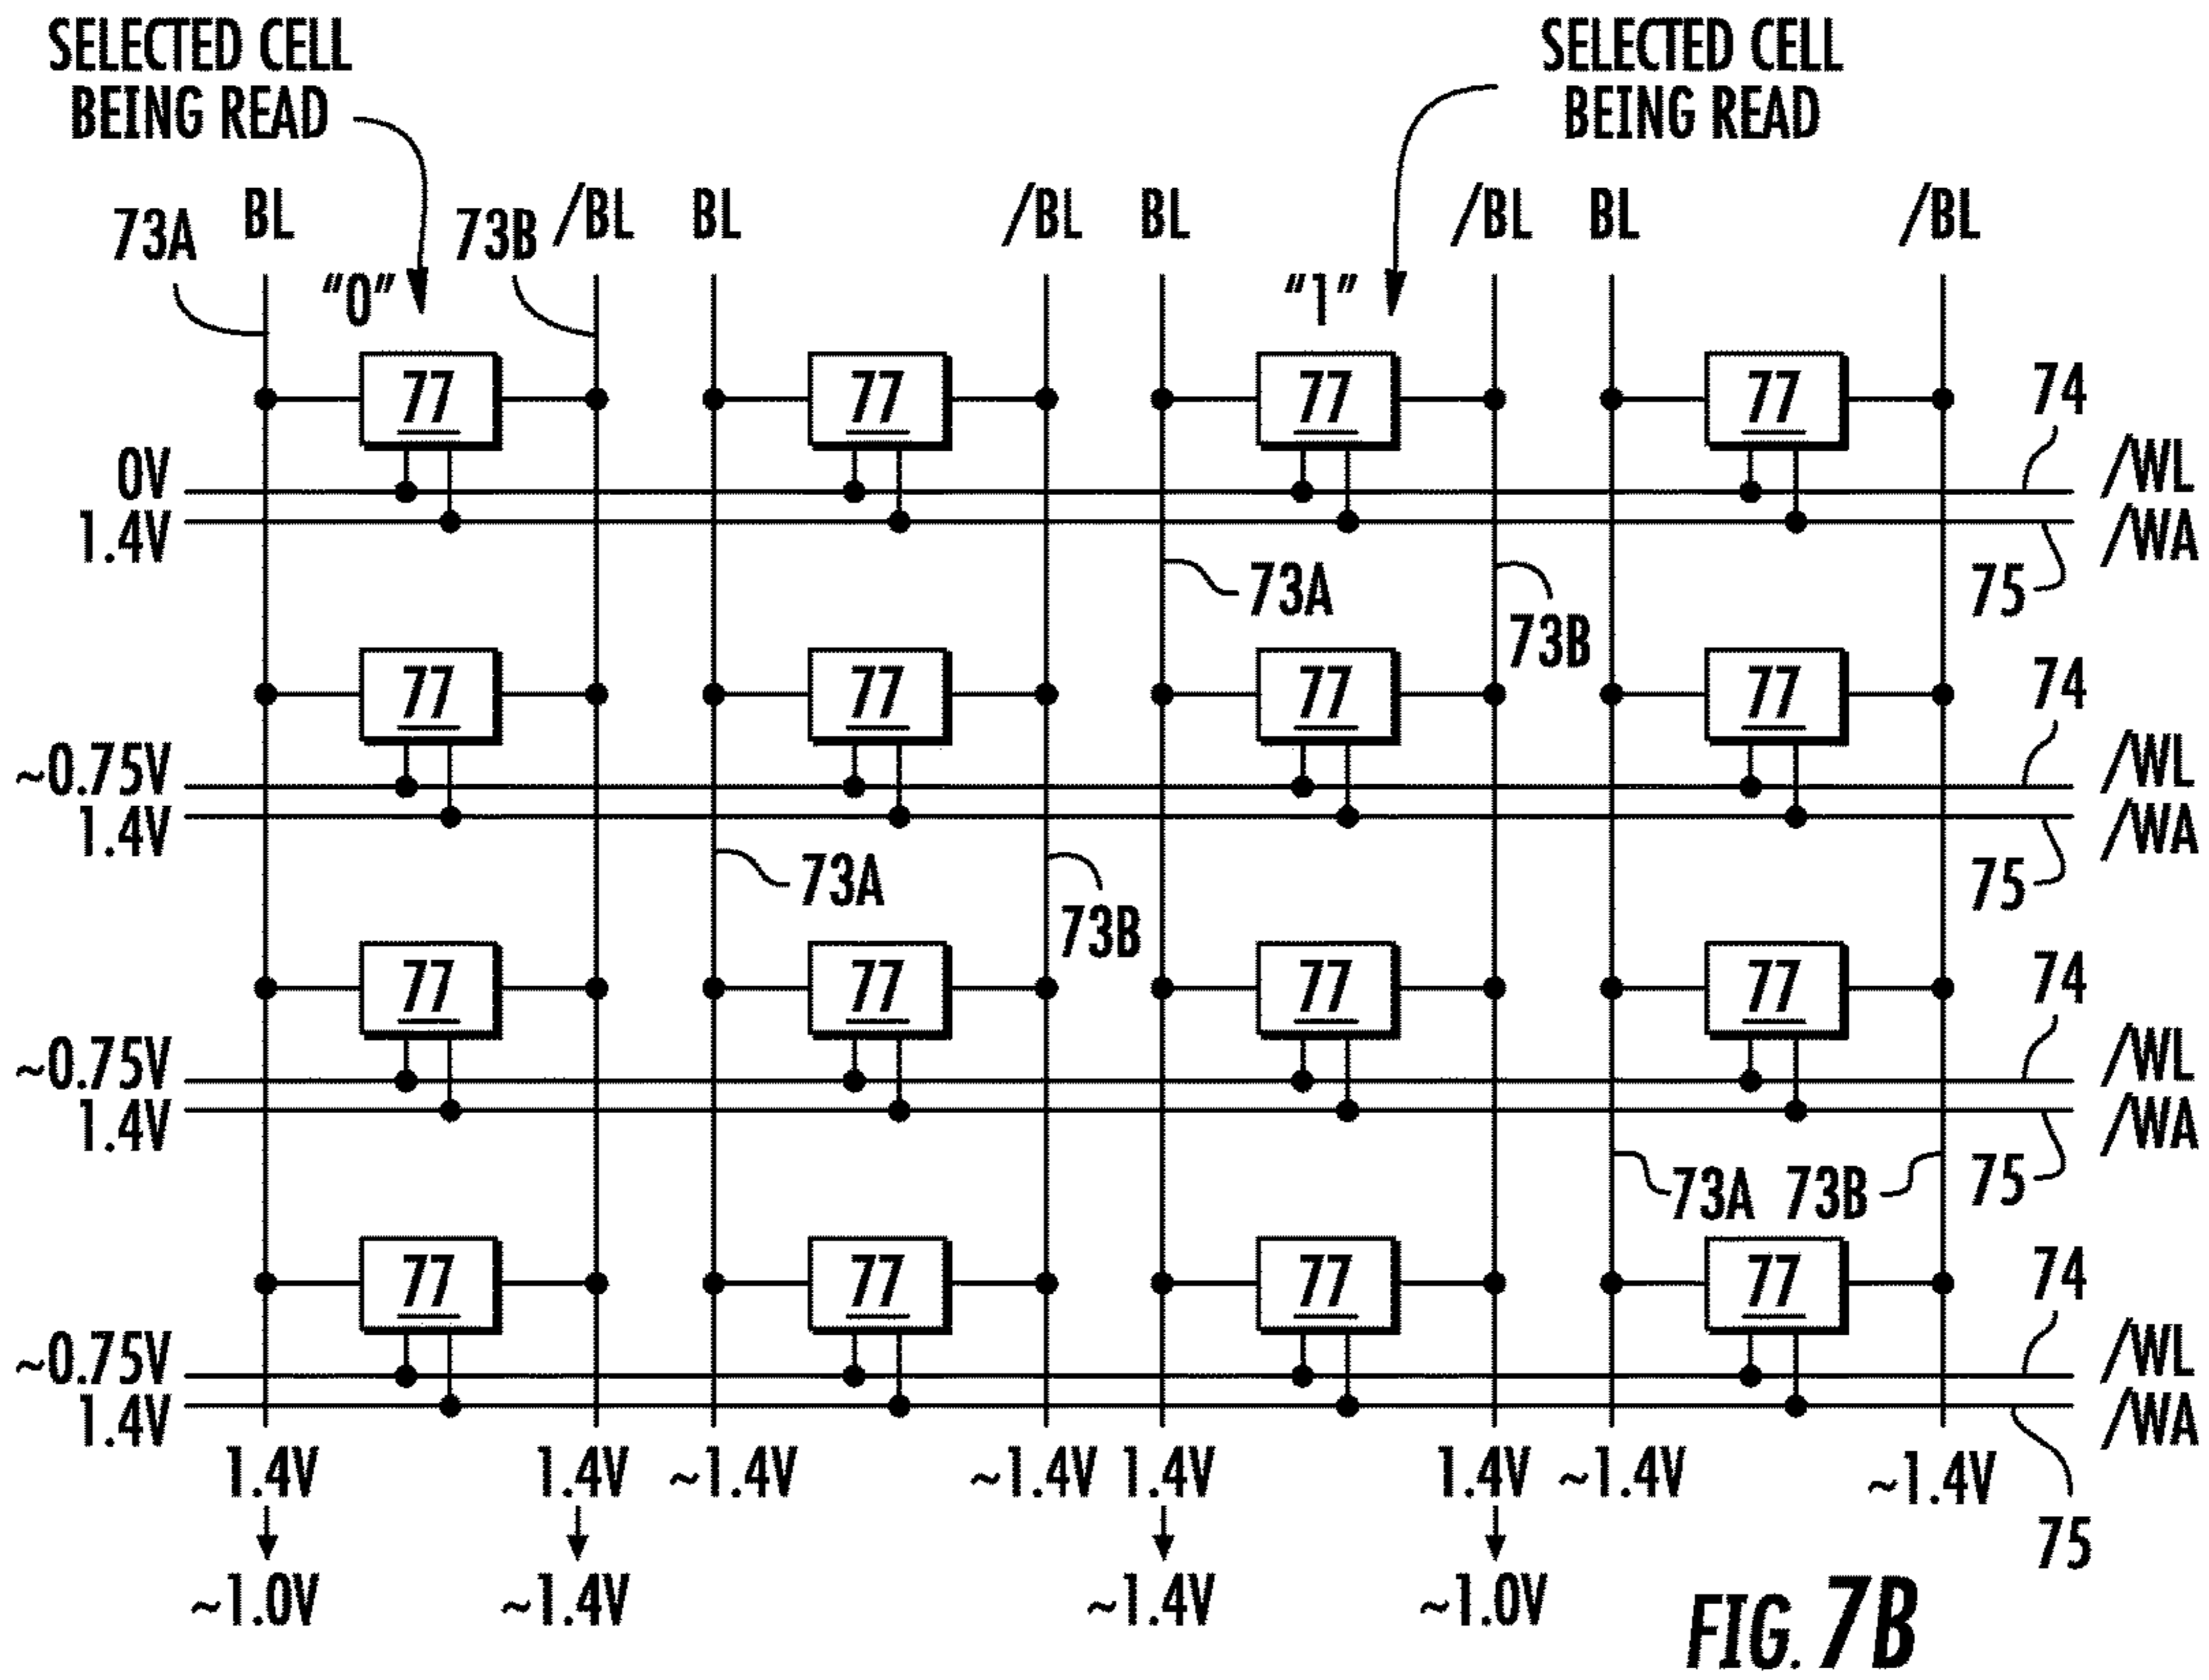 SELECTED CELL
BEING READ
SELECTED CELL
BEING READ
73A
BL
73B
/BL
BL
/BL
BL
/BL
BL
/BL
“0”
“1”
77
77
77
77
74
0V
/WL
1.4V
/WA
73A
75
73B
77
77
77
77
74
~0.75V
/WL
1.4V
/WA
73A
75
73B
77
77
77
77
74
~0.75V
/WL
1.4V
/WA
73A
73B
75
77
77
77
77
74
~0.75V
/WL
1.4V
/WA
1.4V
1.4V
~1.4V
~1.4V
1.4V
1.4V
~1.4V
~1.4V
75
~1.0V
~1.4V
~1.4V
~1.0V
FIG. 7B